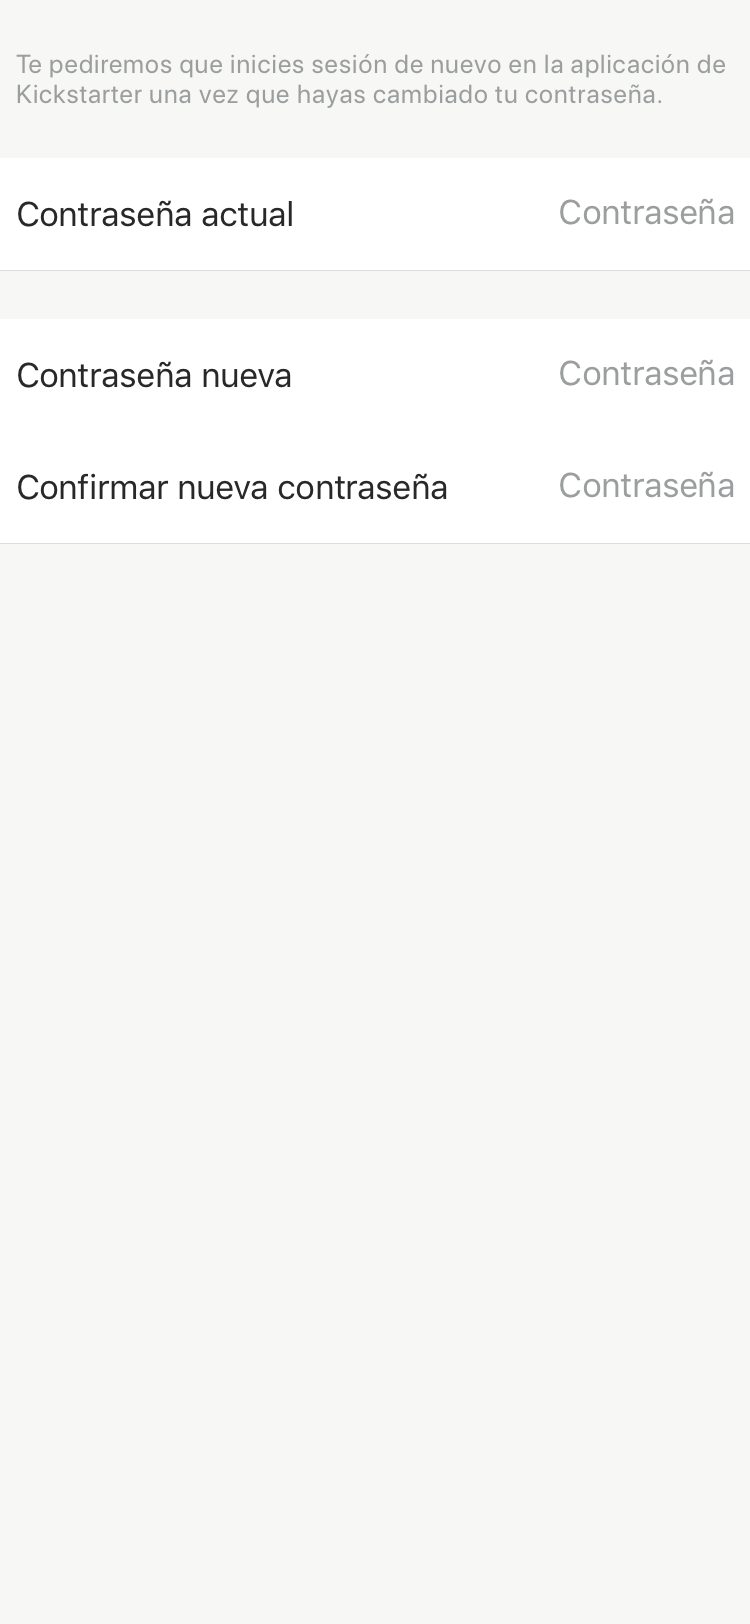 Te pediremos que inicies sesión de nuevo en la aplicación de
Kickstarter una vez que hayas cambiado tu contraseña.
Contraseña actual Contraseña
Contraseña nueva Contraseña
Confirmar nueva contraseña Contraseña